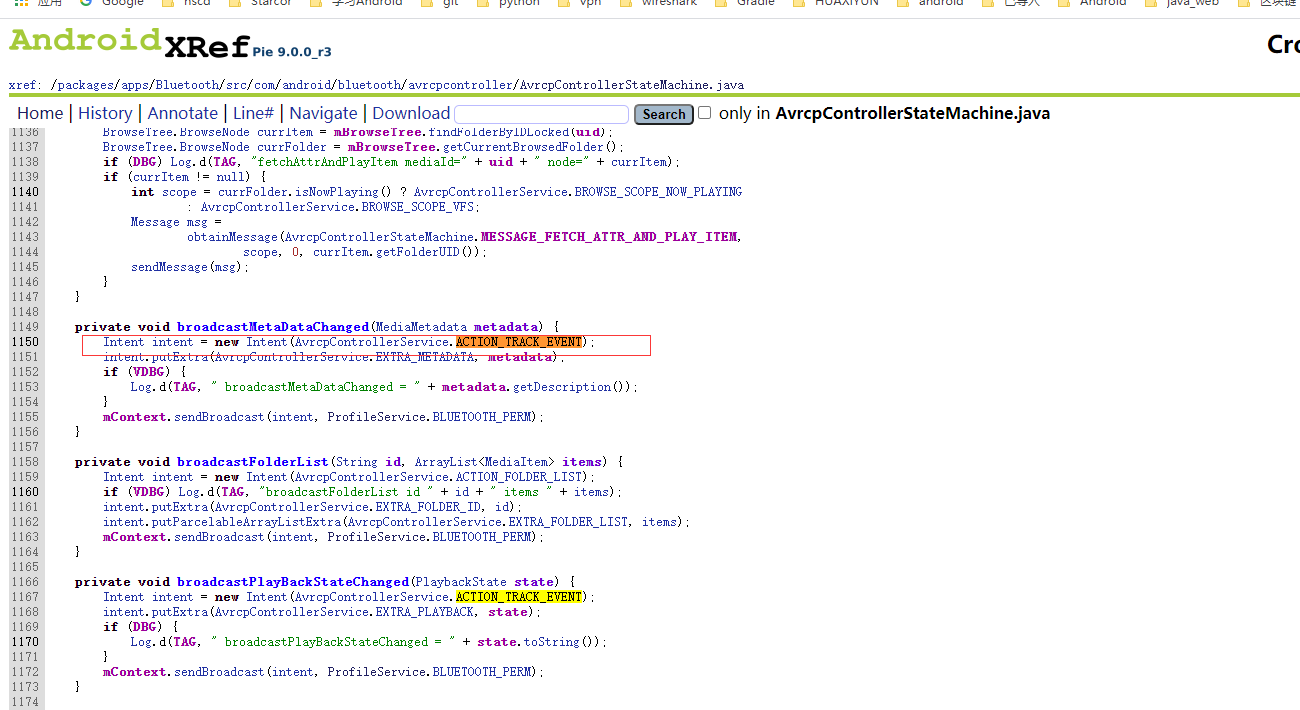 应用 Google nscd Starcor 学习Android git python vpn wireshark Gradle HUAXIYUN android 已导入 Android java_web 区块链
AndroidXRef Pie 9.0.0_r3
Cro
xref: /packages/apps/Bluetooth/src/com/android/bluetooth/avrcpcontroller/AvrcpControllerStateMachine.java
Home | History | Annotate | Line# | Navigate | Download Search only in AvrcpControllerStateMachine.java
1136 BrowseTree.BrowseNode currItem = mBrowseTree.findFolderByIDLocked(uid);
1137 BrowseTree.BrowseNode currFolder = mBrowseTree.getCurrentBrowsedFolder();
1138 if (DBG) Log.d(TAG, "fetchAttrAndPlayItem mediaId=" + uid + " node=" + currItem);
1139 if (currItem != null) {
1140 int scope = currFolder.isNowPlaying() ? AvrcpControllerService.BROWSE_SCOPE_NOW_PLAYING
1141 : AvrcpControllerService.BROWSE_SCOPE_VFS;
1142 Message msg =
1143 obtainMessage(AvrcpControllerStateMachine.MESSAGE_FETCH_ATTR_AND_PLAY_ITEM,
1144 scope, 0, currItem.getFolderUID());
1145 sendMessage(msg);
1146 }
1147 }
1148
1149 private void broadcastMetaDataChanged(MediaMetadata metadata) {
1150 Intent intent = new Intent(AvrcpControllerService.ACTION_TRACK_EVENT);
1151 intent.putExtra(AvrcpControllerService.EXTRA_METADATA, metadata);
1152 if (VDBG) {
1153 Log.d(TAG, " broadcastMetaDataChanged = " + metadata.getDescription());
1154 }
1155 mContext.sendBroadcast(intent, ProfileService.BLUETOOTH_PERM);
1156 }
1157
1158 private void broadcastFolderList(String id, ArrayList<MediaItem> items) {
1159 Intent intent = new Intent(AvrcpControllerService.ACTION_FOLDER_LIST);
1160 if (VDBG) Log.d(TAG, "broadcastFolderList id " + id + " items " + items);
1161 intent.putExtra(AvrcpControllerService.EXTRA_FOLDER_ID, id);
1162 intent.putParcelableArrayListExtra(AvrcpControllerService.EXTRA_FOLDER_LIST, items);
1163 mContext.sendBroadcast(intent, ProfileService.BLUETOOTH_PERM);
1164 }
1165
1166 private void broadcastPlayBackStateChanged(PlaybackState state) {
1167 Intent intent = new Intent(AvrcpControllerService.ACTION_TRACK_EVENT);
1168 intent.putExtra(AvrcpControllerService.EXTRA_PLAYBACK, state);
1169 if (DBG) {
1170 Log.d(TAG, " broadcastPlayBackStateChanged = " + state.toString());
1171 }
1172 mContext.sendBroadcast(intent, ProfileService.BLUETOOTH_PERM);
1173 }
1174